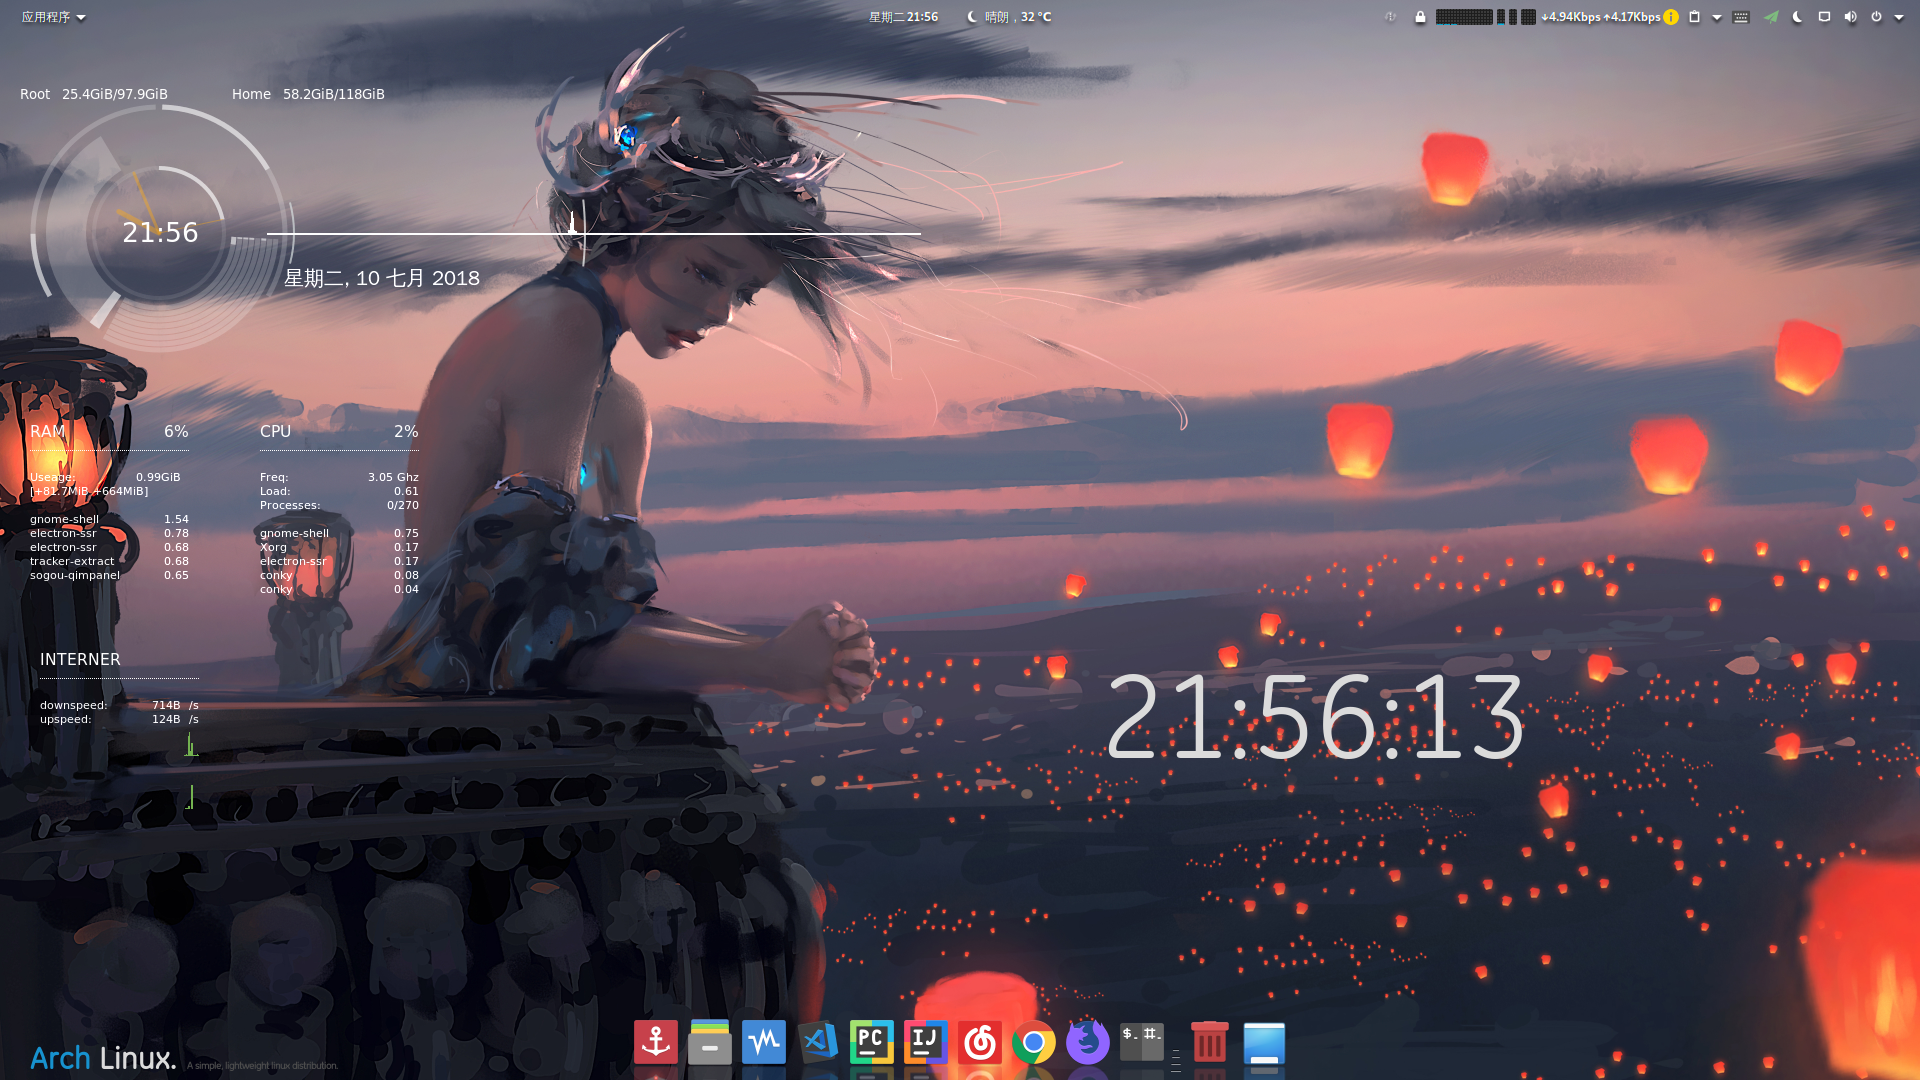 应用程序
星期二 21:56
晴朗，32 °C
↓4.94Kbps ↑4.17Kbps
Root 25.4GiB/97.9GiB
Home 58.2GiB/118GiB
21:56
星期二, 10 七月 2018
RAM 6%
Useage: 0.99GiB
[+81.7MiB +664MiB]
gnome-shell 1.54
electron-ssr 0.78
electron-ssr 0.68
tracker-extract 0.68
sogou-qimpanel 0.65
CPU 2%
Freq: 3.05 Ghz
Load: 0.61
Processes: 0/270
gnome-shell 0.75
Xorg 0.17
electron-ssr 0.17
conky 0.08
conky 0.04
INTERNER
downspeed: 714B /s
upspeed: 124B /s
21:56:13
PC
IJ
$. #.
Arch Linux.
A simple, lightweight linux distribution.